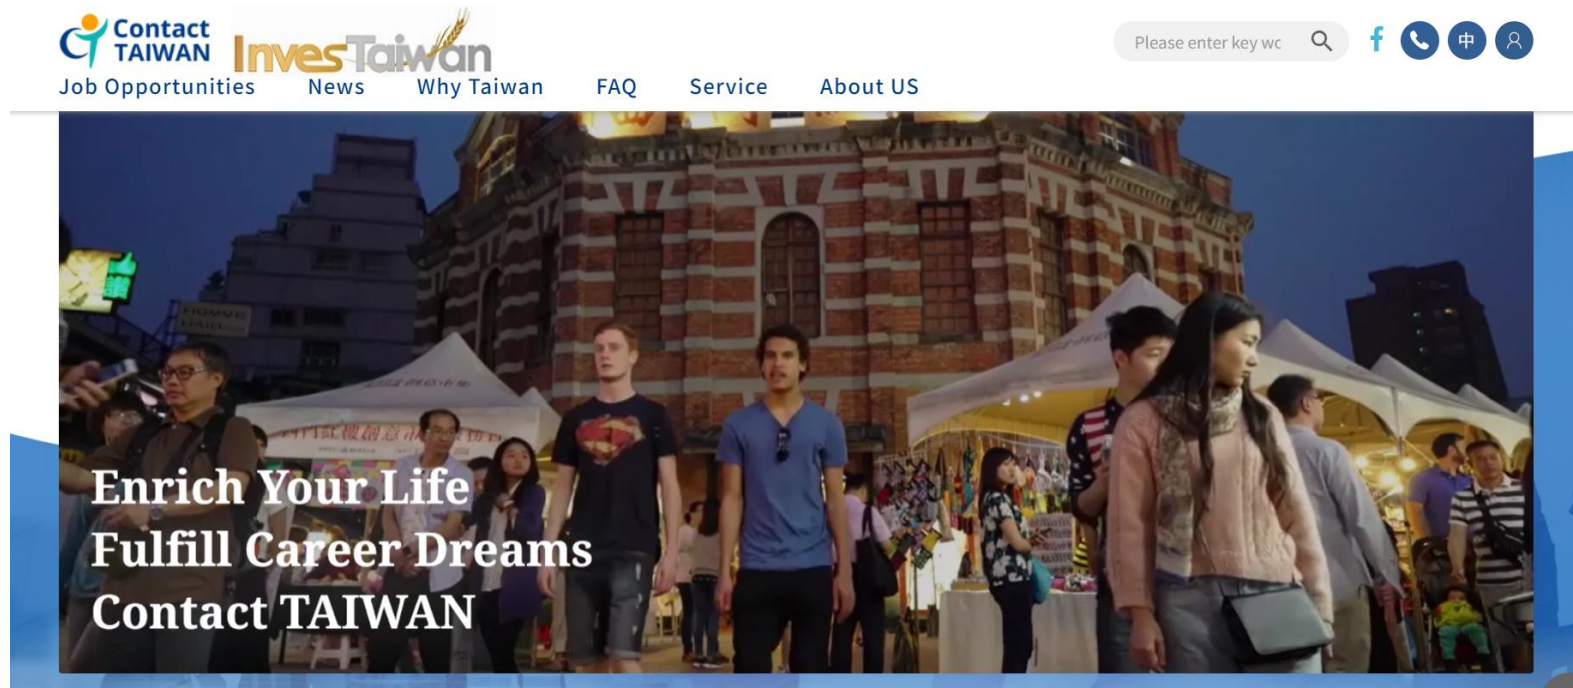 Contact
TAIWAN
InvesTaiwan
Please enter key wc
中
Job Opportunities
News
Why Taiwan
FAQ
Service
About US
Enrich Your Life
Fulfill Career Dreams
Contact TAIWAN